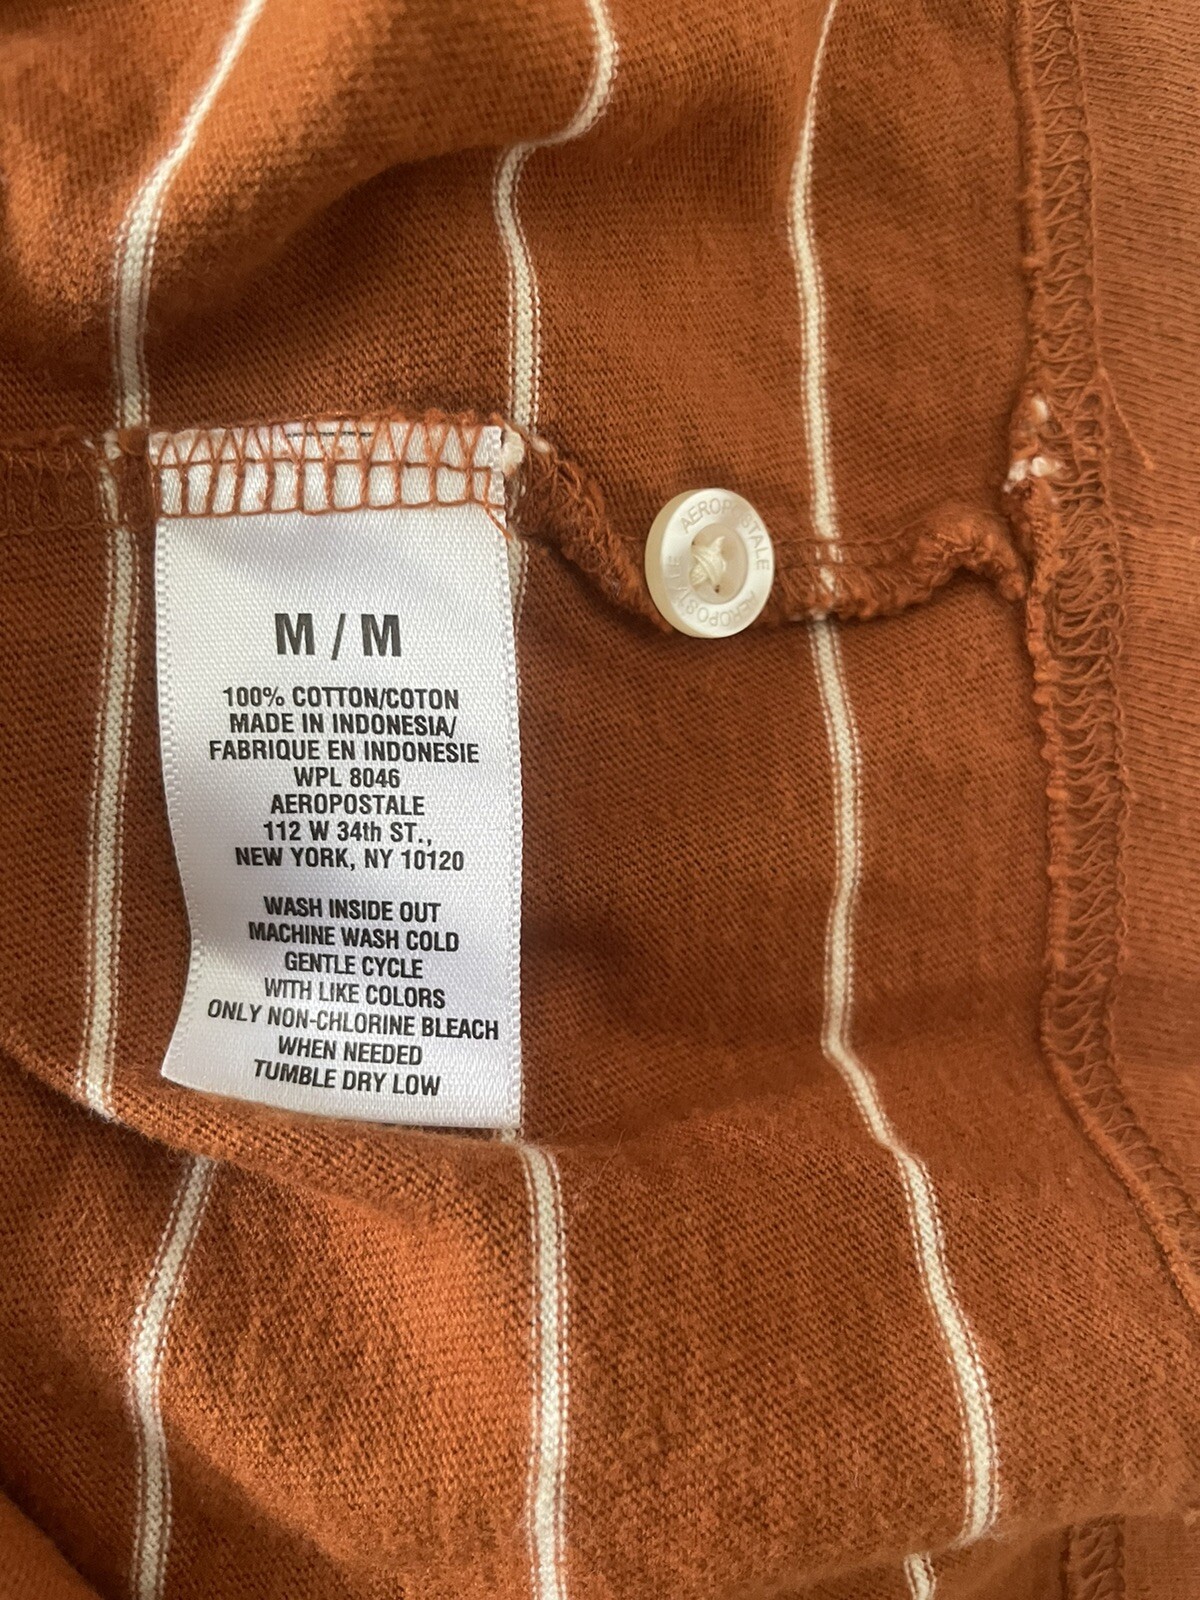 M / M
100% COTTON/COTON
MADE IN INDONESIA/
FABRIQUE EN INDONESIE
WPL 8046
AEROPOSTALE
112 W 34th ST.,
NEW YORK, NY 10120
WASH INSIDE OUT
MACHINE WASH COLD
GENTLE CYCLE
WITH LIKE COLORS
ONLY NON-CHLORINE BLEACH
WHEN NEEDED
TUMBLE DRY LOW
AEROPOSTALE
AEROPOSTALE